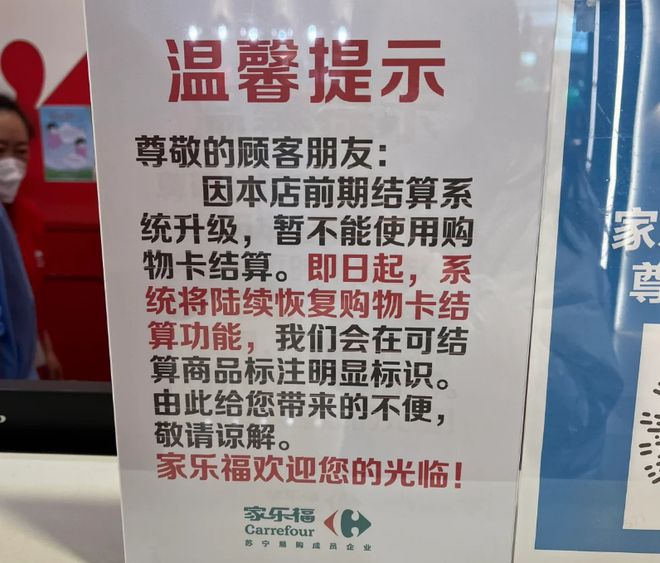 温馨提示
尊敬的顾客朋友：
因本店前期结算系
统升级，暂不能使用购
物卡结算。即日起，系
统将陆续恢复购物卡结
算功能，我们会在可结
算商品标注明显标识。
由此给您带来的不便，
敬请谅解。
家乐福欢迎您的光临！
家乐福
Carrefour
苏宁易购成员企业
家
尊